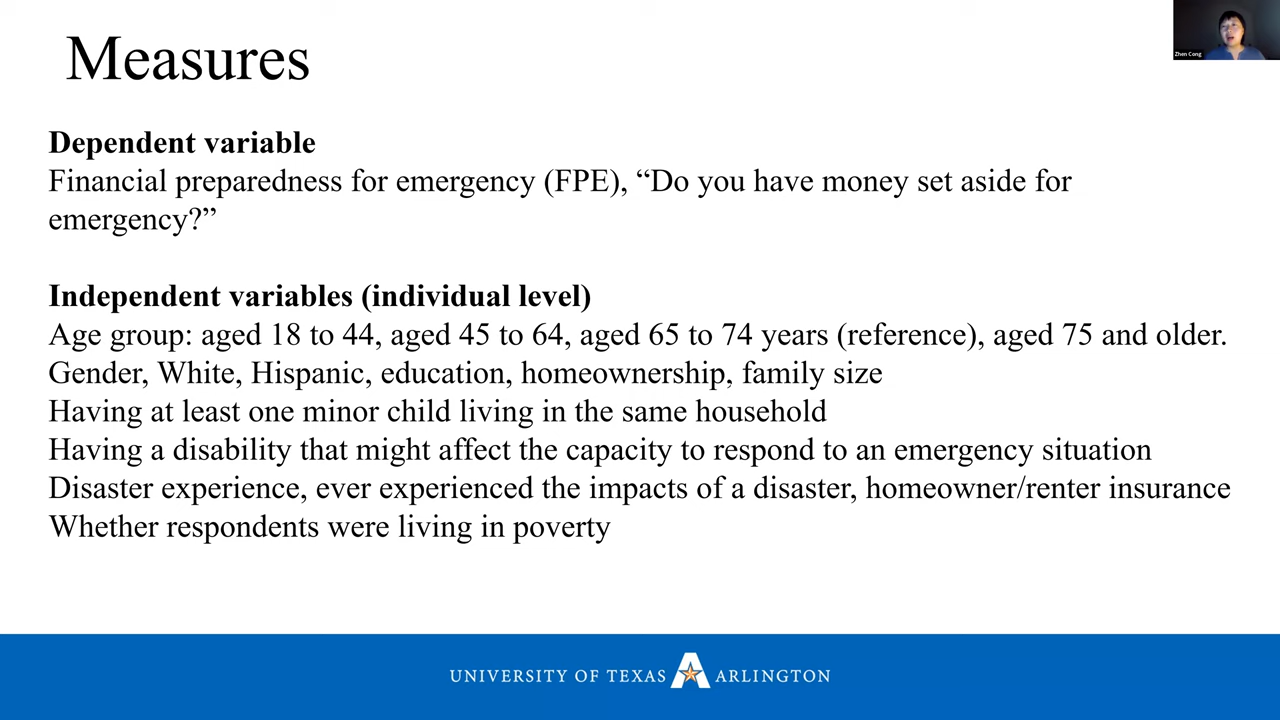 Measures
Zhen Cong
Dependent variable
Financial preparedness for emergency (FPE), “Do you have money set aside for
emergency?”
Independent variables (individual level)
Age group: aged 18 to 44, aged 45 to 64, aged 65 to 74 years (reference), aged 75 and older.
Gender, White, Hispanic, education, homeownership, family size
Having at least one minor child living in the same household
Having a disability that might affect the capacity to respond to an emergency situation
Disaster experience, ever experienced the impacts of a disaster, homeowner/renter insurance
Whether respondents were living in poverty
UNIVERSITY OF TEXAS A ARLINGTON